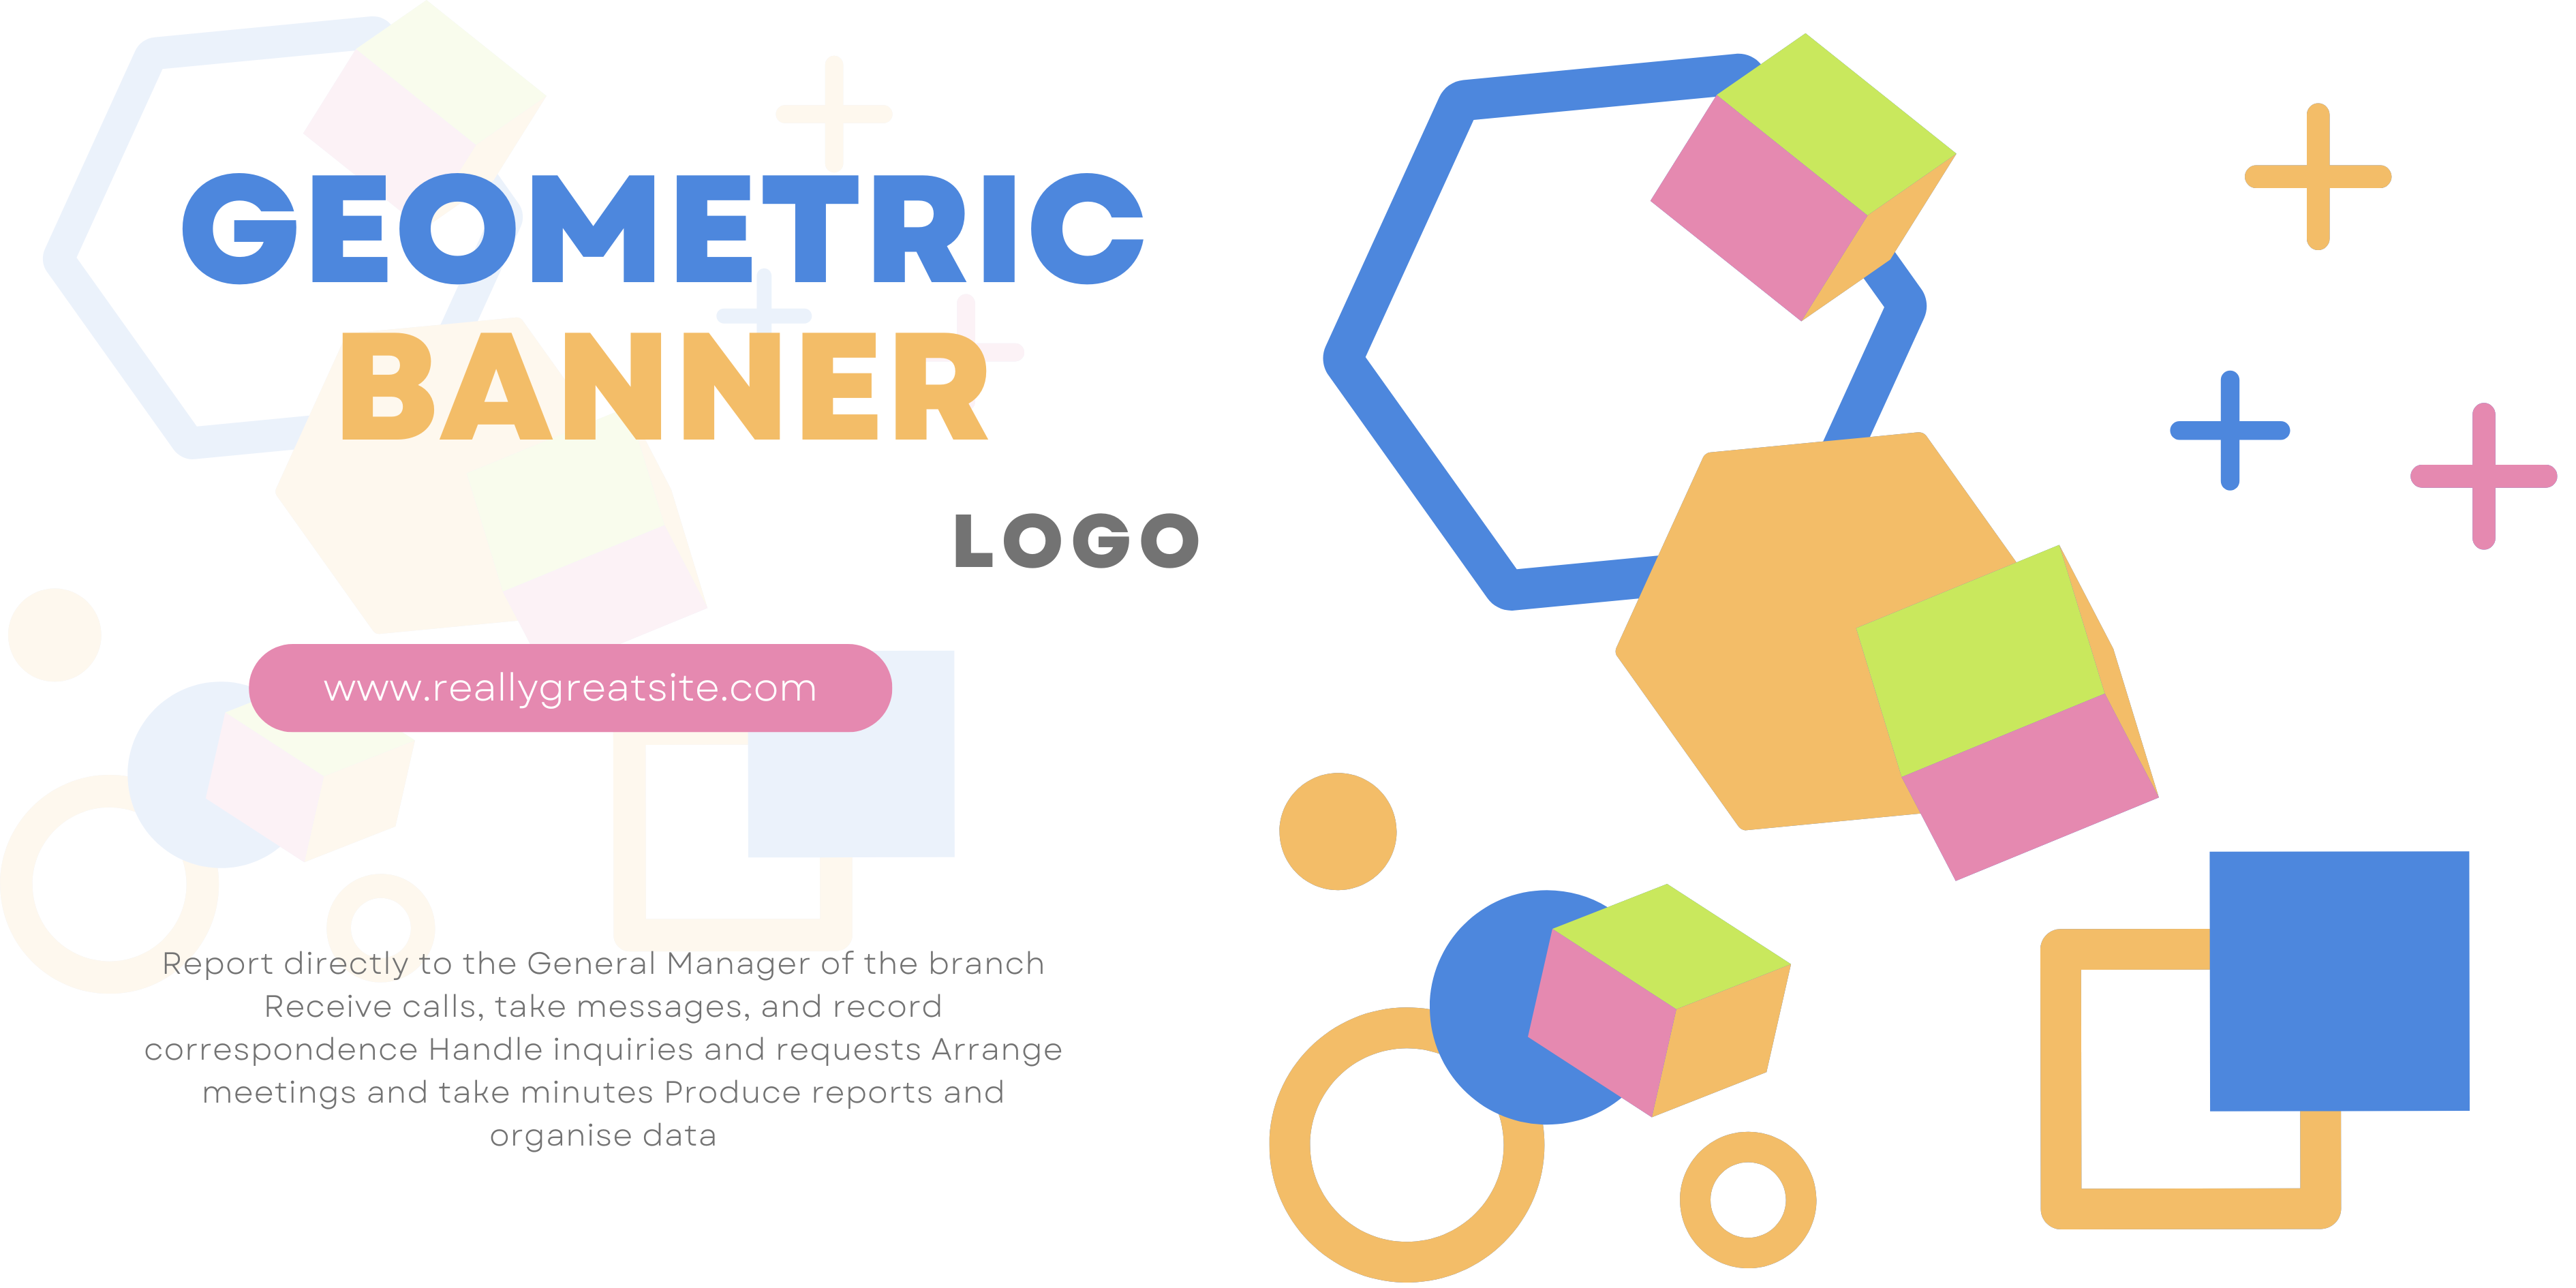 GEOMETRIC
BANNER
LOGO
www.reallygreatsite.com
Report directly to the General Manager of the branch
Receive calls, take messages, and record
correspondence Handle inquiries and requests Arrange
meetings and take minutes Produce reports and
organise data